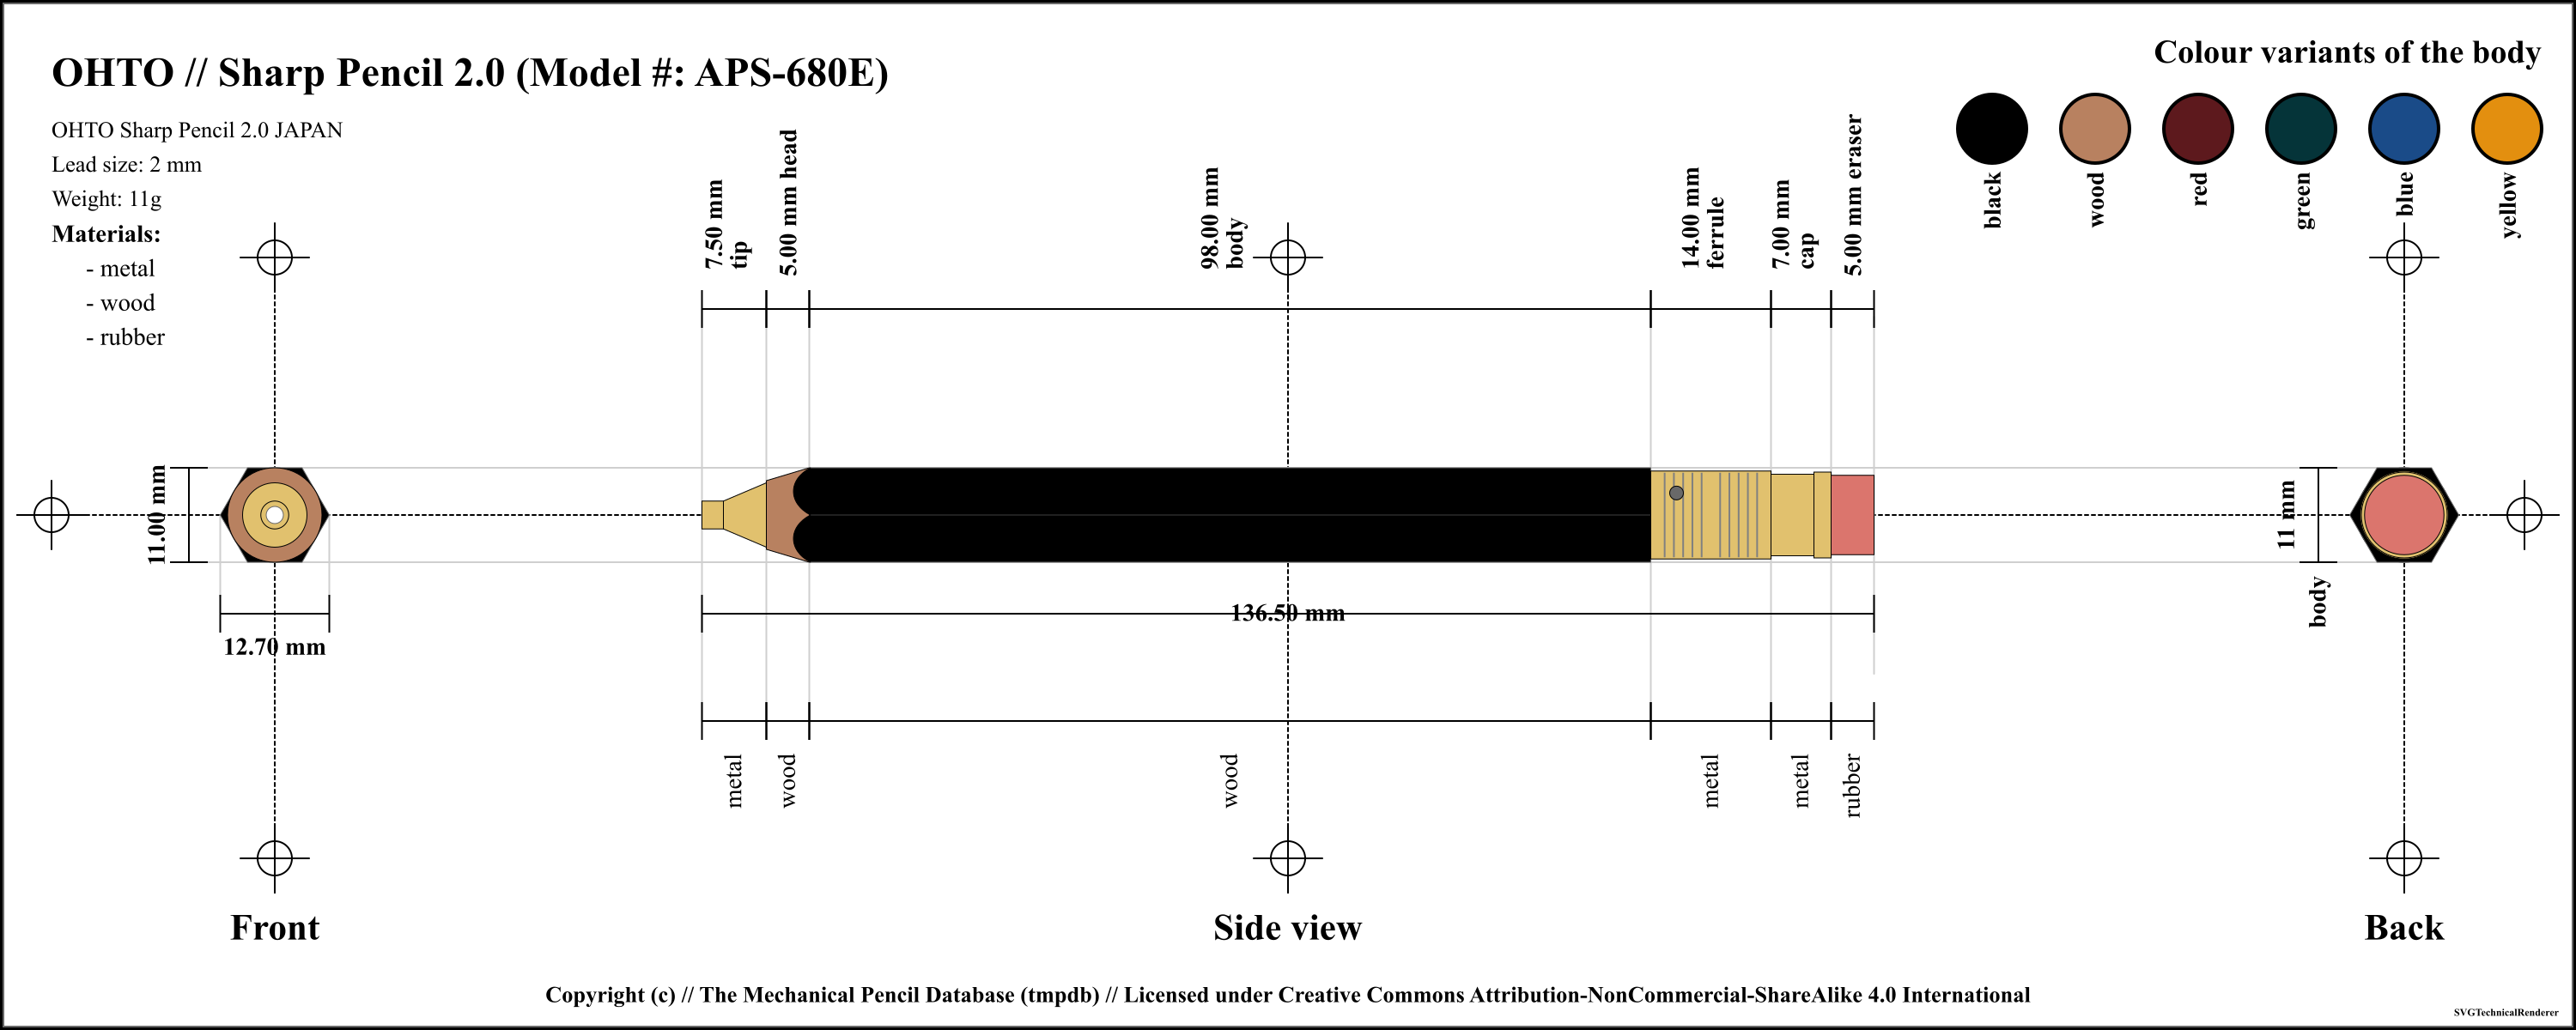 OHTO // Sharp Pencil 2.0 (Model #: APS-680E)
OHTO Sharp Pencil 2.0 JAPAN
Lead size: 2 mm
Weight: 11g
Materials:
- metal
- wood
- rubber
Colour variants of the body
black
wood
red
green
blue
yellow
7.50 mm
tip
5.00 mm head
98.00 mm
body
14.00 mm
ferrule
7.00 mm
cap
5.00 mm eraser
11.00 mm
12.70 mm
136.50 mm
11 mm
body
metal
wood
wood
metal
metal
rubber
Front
Side view
Back
Copyright (c) // The Mechanical Pencil Database (tmpdb) // Licensed under Creative Commons Attribution-NonCommercial-ShareAlike 4.0 International
SVGTechnicalRenderer